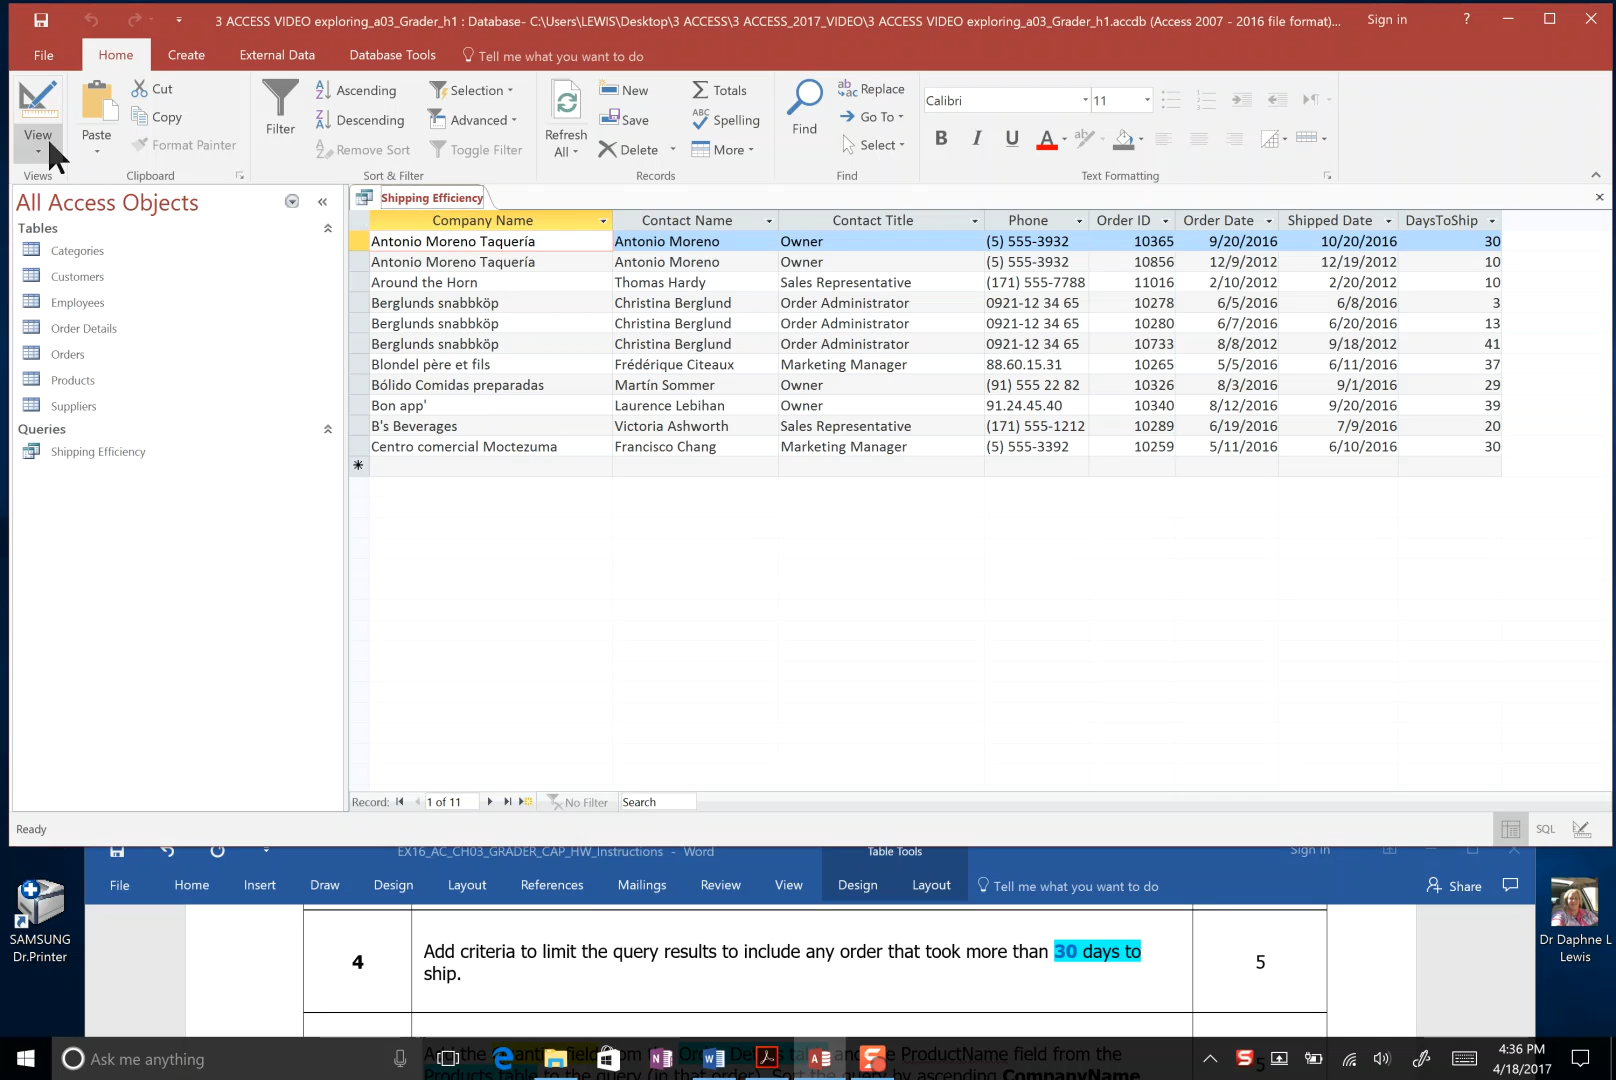 3 ACCESS VIDEO exploring_a03_Grader_h1 : Database- C:\Users\LEWIS\Desktop\3 ACCESS\3 ACCESS_2017_VIDEO\3 ACCESS VIDEO exploring_a03_Grader_h1.accdb (Access 2007 - 2016 file format)... Sign in ?
File Home Create External Data Database Tools Tell me what you want to do
View Paste Cut Copy Format Painter
Filter Ascending Descending Remove Sort Selection Advanced Toggle Filter
Refresh All New Save Delete Totals Spelling More
Find Replace Go To Select
Calibri 11
B I U A
Views Clipboard Sort & Filter Records Find Text Formatting
All Access Objects
Tables
Categories
Customers
Employees
Order Details
Orders
Products
Suppliers
Queries
Shipping Efficiency
Shipping Efficiency
Company Name Contact Name Contact Title Phone Order ID Order Date Shipped Date DaysToShip
Antonio Moreno Taquería Antonio Moreno Owner (5) 555-3932 10365 9/20/2016 10/20/2016 30
Antonio Moreno Taquería Antonio Moreno Owner (5) 555-3932 10856 12/9/2012 12/19/2012 10
Around the Horn Thomas Hardy Sales Representative (171) 555-7788 11016 2/10/2012 2/20/2012 10
Berglunds snabbköp Christina Berglund Order Administrator 0921-12 34 65 10278 6/5/2016 6/8/2016 3
Berglunds snabbköp Christina Berglund Order Administrator 0921-12 34 65 10280 6/7/2016 6/20/2016 13
Berglunds snabbköp Christina Berglund Order Administrator 0921-12 34 65 10733 8/8/2012 9/18/2012 41
Blondel père et fils Frédérique Citeaux Marketing Manager 88.60.15.31 10265 5/5/2016 6/11/2016 37
Bólido Comidas preparadas Martín Sommer Owner (91) 555 22 82 10326 8/3/2016 9/1/2016 29
Bon app' Laurence Lebihan Owner 91.24.45.40 10340 8/12/2016 9/20/2016 39
B's Beverages Victoria Ashworth Sales Representative (171) 555-1212 10289 6/19/2016 7/9/2016 20
Centro comercial Moctezuma Francisco Chang Marketing Manager (5) 555-3392 10259 5/11/2016 6/10/2016 30
Record: 1 of 11 No Filter Search
Ready SQL
EX16_AC_CH03_GRADER_CAP_HW_Instructions - Word Table Tools Sign in
File Home Insert Draw Design Layout References Mailings Review View Design Layout Tell me what you want to do Share
SAMSUNG
Dr.Printer
Dr Daphne L
Lewis
4 Add criteria to limit the query results to include any order that took more than 30 days to
ship. 5
ProductName field from the
Ask me anything
4:36 PM
4/18/2017